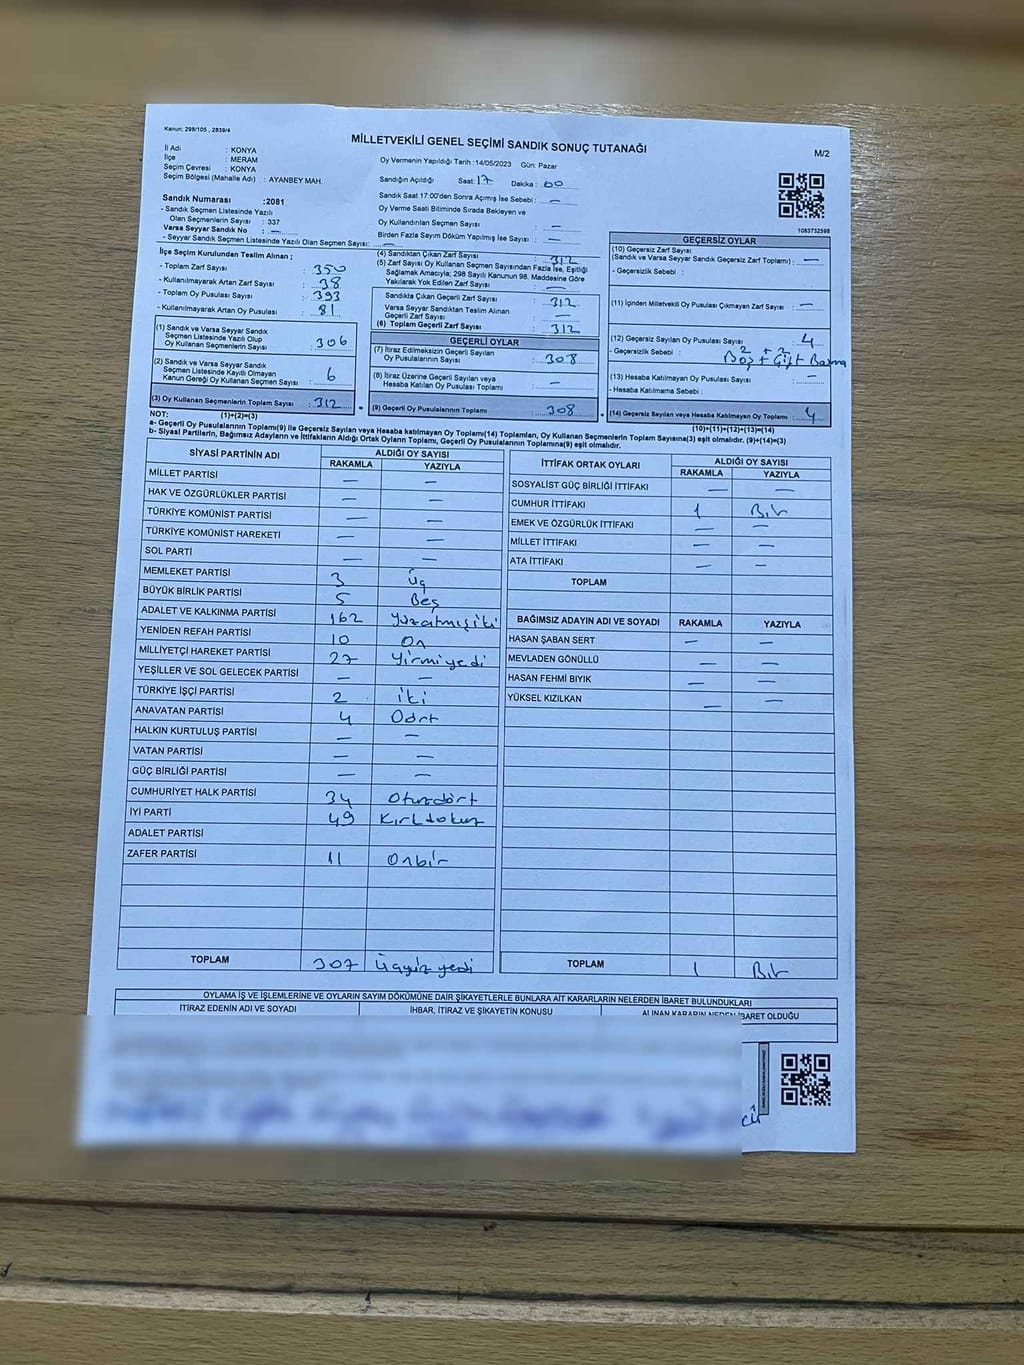 Kanun: 298/105 , 2839/4
MİLLETVEKİLİ GENEL SEÇİMİ SANDIK SONUÇ TUTANAĞI
M/2
İl Adı : KONYA
İlçe : MERAM
Seçim Çevresi : KONYA
Seçim Bölgesi (Mahalle Adı) : AYANBEY MAH.
Oy Vermenin Yapıldığı Tarih :14/05/2023 Gün: Pazar
Sandığın Açıldığı Saat: 17 Dakika : 00
Sandık Saat 17:00'den Sonra Açımış İse Sebebi : —
Oy Verme Saati Bitiminde Sırada Bekleyen ve
Oy Kullandırılan Seçmen Sayısı : —
Birden Fazla Sayım Döküm Yapılmış İse Sayısı : —
1083732598
Sandık Numarası :2081
- Sandık Seçmen Listesinde Yazılı
Olan Seçmenlerin Sayısı : 337
Varsa Seyyar Sandık No : —
- Seyyar Sandık Seçmen Listesinde Yazılı Olan Seçmen Sayısı: —
İlçe Seçim Kurulundan Teslim Alınan ;
- Toplam Zarf Sayısı : 350
- Kullanılmayarak Artan Zarf Sayısı : 38
- Toplam Oy Pusulası Sayısı : 393
- Kullanılmayarak Artan Oy Pusulası : 81
(1) Sandık ve Varsa Seyyar Sandık
Seçmen Listesinde Yazılı Olup
Oy Kullanan Seçmenlerin Sayısı : 306
(2) Sandık ve Varsa Seyyar Sandık
Seçmen Listesinde Kayıtlı Olmayan
Kanun Gereği Oy Kullanan Seçmen Sayısı : 6
(3) Oy Kullanan Seçmenlerin Toplam Sayısı : 312
(4) Sandıktan Çıkan Zarf Sayısı : 312
(5) Zarf Sayısı Oy Kullanan Seçmen Sayısından Fazla İse, Eşitliği
Sağlamak Amacıyla; 298 Sayılı Kanunun 98. Maddesine Göre
Yakılarak Yok Edilen Zarf Sayısı : —
Sandıkta Çıkan Geçerli Zarf Sayısı : 312
Varsa Seyyar Sandıktan Teslim Alınan
Geçerli Zarf Sayısı : —
(6) Toplam Geçerli Zarf Sayısı : 312
GEÇERLİ OYLAR
(7) İtiraz Edilmeksizin Geçerli Sayılan
Oy Pusulalarının Sayısı : 308
(8) İtiraz Üzerine Geçerli Sayılan veya
Hesaba Katılan Oy Pusulası Toplamı : —
(9) Geçerli Oy Pusulalarının Toplamı : 308
GEÇERSİZ OYLAR
(10) Geçersiz Zarf Sayısı
(Sandık ve Varsa Seyyar Sandık Geçersiz Zarf Toplamı) : —
- Geçersizlik Sebebi :
(11) İçinden Milletvekili Oy Pusulası Çıkmayan Zarf Sayısı : —
(12) Geçersiz Sayılan Oy Pusulası Sayısı : 4
- Geçersizlik Sebebi : 2 Boş + 2 Çift Basma
(13) Hesaba Katılmayan Oy Pusulası Sayısı : —
- Hesaba Katılmama Sebebi :
(14) Geçersiz Sayılan veya Hesaba Katılmayan Oy Toplamı : 4
NOT: (1)+(2)=(3)
(10)+(11)+(12)+(13)=(14)
a- Geçerli Oy Pusulaları Toplamı(9) ile Geçersiz Sayılan veya Hesaba katılmayan Oy Toplamı(14) Toplamları, Oy Kullanan Seçmenlerin Toplam Sayısına(3) eşit olmalıdır. (9)+(14)=(3)
b- Siyasi Partilerin, Bağımsız Adayların ve İttifakların Aldığı Ortak Oyların Toplamı, Geçerli Oy Pusulalarının Toplamına(9) eşit olmalıdır.
SİYASİ PARTİNİN ADI ALDIĞI OY SAYISI
RAKAMLA YAZIYLA
MİLLET PARTİSİ — —
HAK VE ÖZGÜRLÜKLER PARTİSİ — —
TÜRKİYE KOMÜNİST PARTİSİ — —
TÜRKİYE KOMÜNİST HAREKETİ — —
SOL PARTİ — —
MEMLEKET PARTİSİ 3 Üç
BÜYÜK BİRLİK PARTİSİ 5 Beş
ADALET VE KALKINMA PARTİSİ 162 Yüzatmışiki
YENİDEN REFAH PARTİSİ 10 On
MİLLİYETÇİ HAREKET PARTİSİ 27 Yirmiyedi
YEŞİLLER VE SOL GELECEK PARTİSİ — —
TÜRKİYE İŞÇİ PARTİSİ 2 iki
ANAVATAN PARTİSİ 4 Dört
HALKIN KURTULUŞ PARTİSİ — —
VATAN PARTİSİ — —
GÜÇ BİRLİĞİ PARTİSİ — —
CUMHURİYET HALK PARTİSİ 34 Otuzdört
İYİ PARTİ 49 Kırkdokuz
ADALET PARTİSİ
ZAFER PARTİSİ 11 Onbir
TOPLAM 307 Üçyüz yedi
İTTİFAK ORTAK OYLARI ALDIĞI OY SAYISI
RAKAMLA YAZIYLA
SOSYALİST GÜÇ BİRLİĞİ İTTİFAKI — —
CUMHUR İTTİFAKI 1 Bir
EMEK VE ÖZGÜRLÜK İTTİFAKI — —
MİLLET İTTİFAKI — —
ATA İTTİFAKI — —
TOPLAM
BAĞIMSIZ ADAYIN ADI VE SOYADI RAKAMLA YAZIYLA
HASAN ŞABAN SERT — —
MEVLADEN GÖNÜLLÜ — —
HASAN FEHMİ BIYIK — —
YÜKSEL KIZILKAN — —
TOPLAM 1 Bir
OYLAMA İŞ VE İŞLEMLERİNE VE OYLARIN SAYIM DÖKÜMÜNE DAİR ŞİKAYETLERLE BUNLARA AİT KARARLARIN NELERDEN İBARET BULUNDUKLARI
İTİRAZ EDENİN ADI VE SOYADI İHBAR, İTİRAZ VE ŞİKAYETİN KONUSU ALINAN KARARIN NEDEN İBARET OLDUĞU